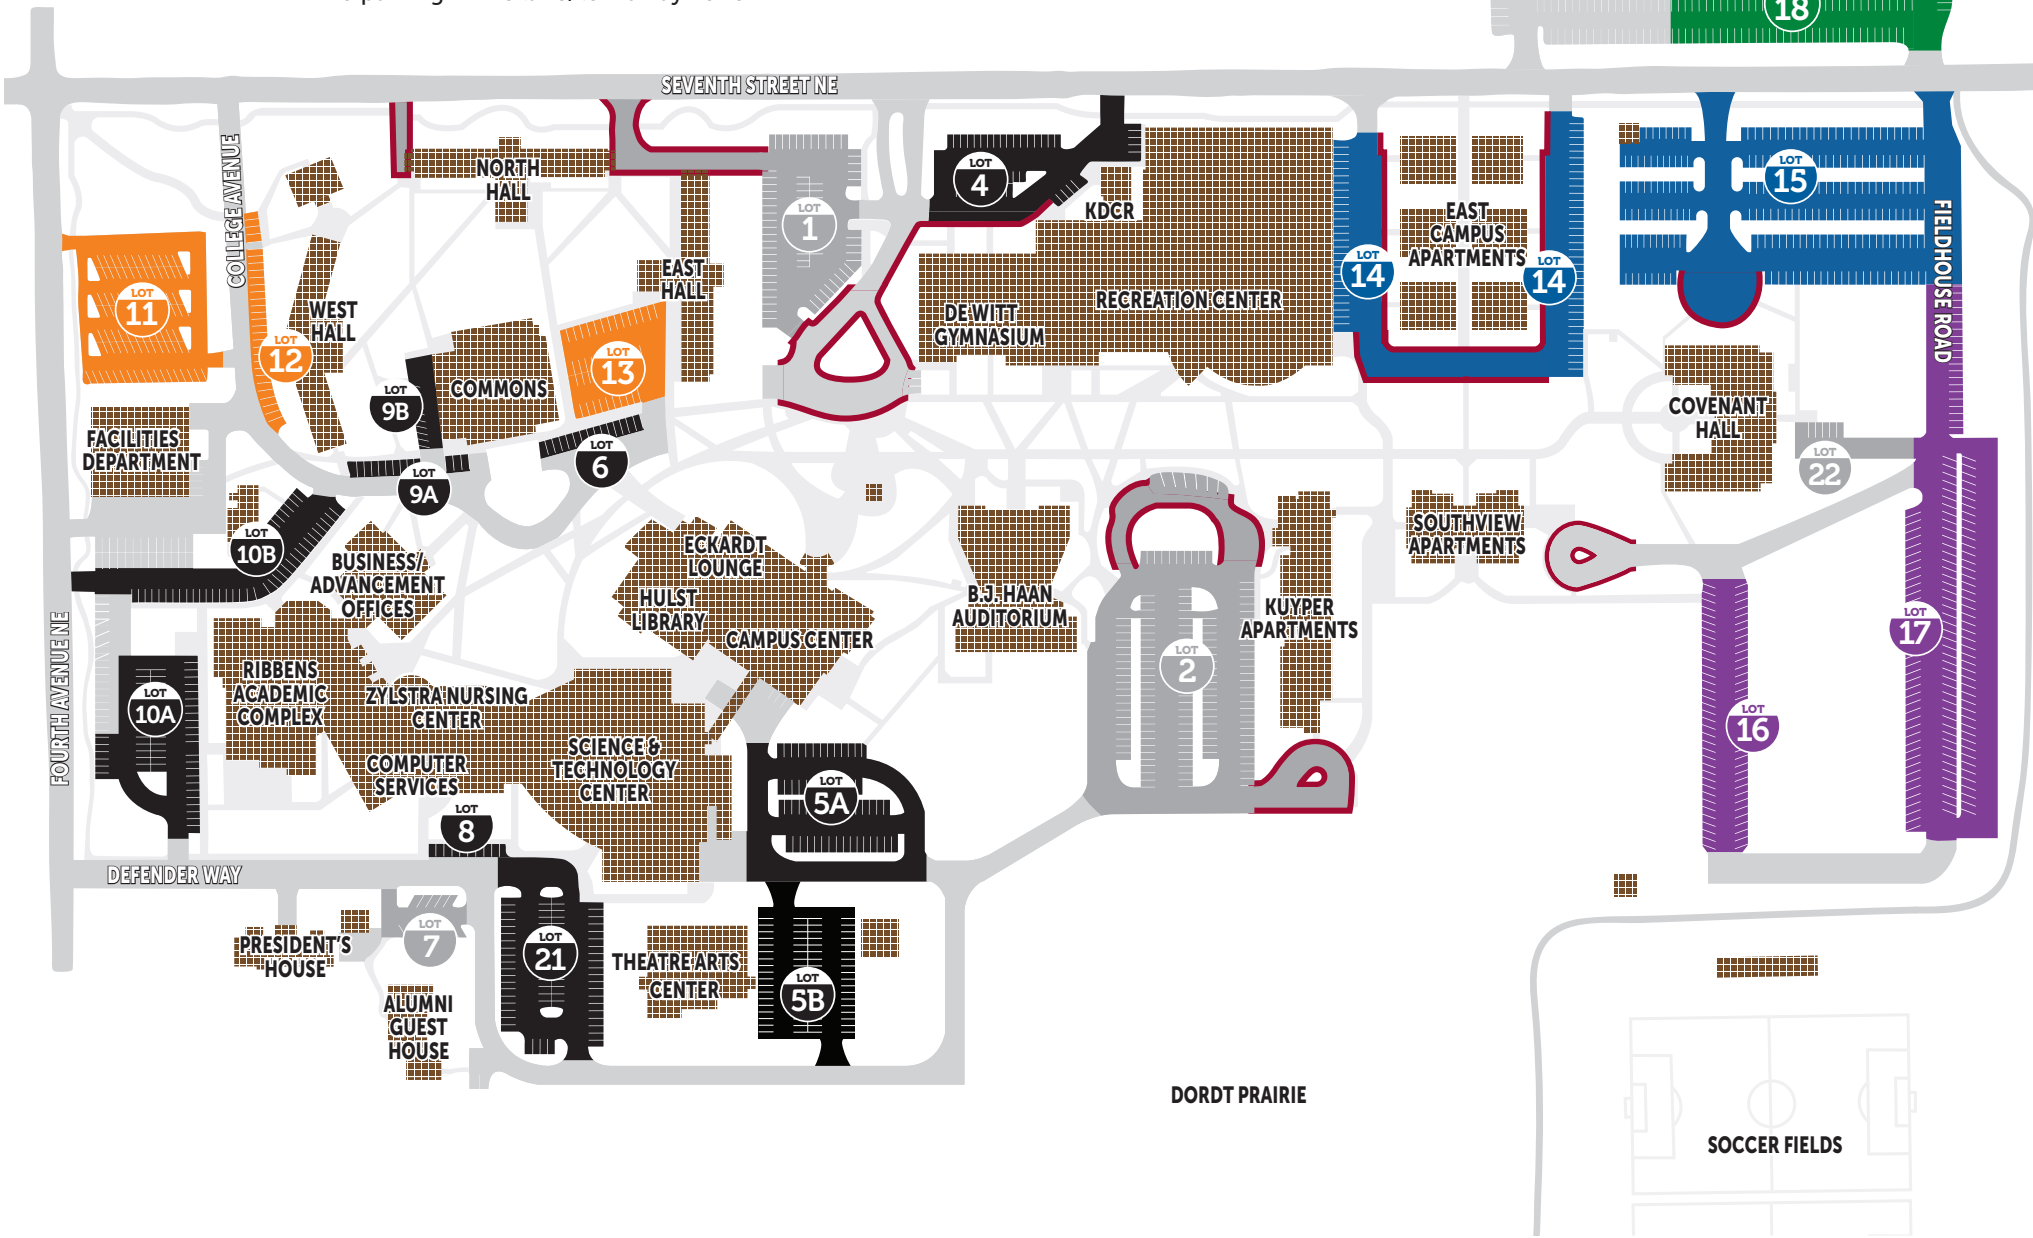 18
SEVENTH STREET NE
COLLEGE AVENUE
NORTH
HALL
LOT
1
LOT
4
KDCR
EAST
CAMPUS
APARTMENTS
LOT
14
LOT
14
LOT
15
FIELDHOUSE ROAD
LOT
11
LOT
12
WEST
HALL
EAST
HALL
LOT
13
DE WITT
GYMNASIUM
RECREATION CENTER
LOT
9B
COMMONS
COVENANT
HALL
LOT
22
FACILITIES
DEPARTMENT
LOT
9A
LOT
6
LOT
10B
BUSINESS/
ADVANCEMENT
OFFICES
ECKARDT
LOUNGE
HULST
LIBRARY
CAMPUS CENTER
B.J. HAAN
AUDITORIUM
LOT
2
KUYPER
APARTMENTS
SOUTHVIEW
APARTMENTS
LOT
17
LOT
16
FOURTH AVENUE NE
LOT
10A
RIBBENS
ACADEMIC
COMPLEX
ZYLSTRA NURSING
CENTER
COMPUTER
SERVICES
SCIENCE &
TECHNOLOGY
CENTER
LOT
5A
LOT
8
DEFENDER WAY
PRESIDENT'S
HOUSE
LOT
7
LOT
21
THEATRE ARTS
CENTER
LOT
5B
ALUMNI
GUEST
HOUSE
DORDT PRAIRIE
SOCCER FIELDS